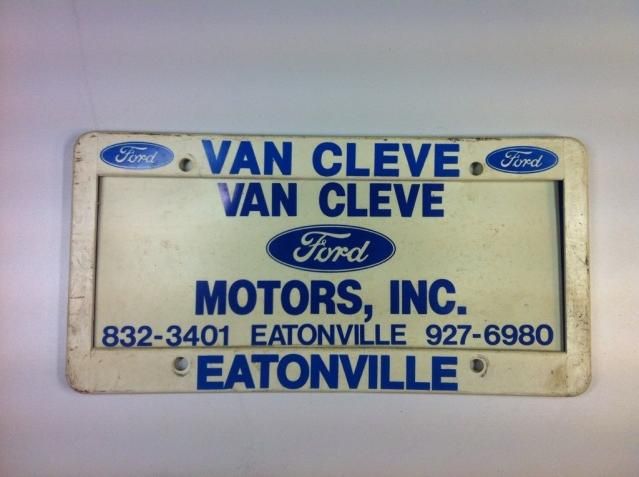 Ford VAN CLEVE Ford
VAN CLEVE
Ford
MOTORS, INC.
832-3401 EATONVILLE 927-6980
EATONVILLE